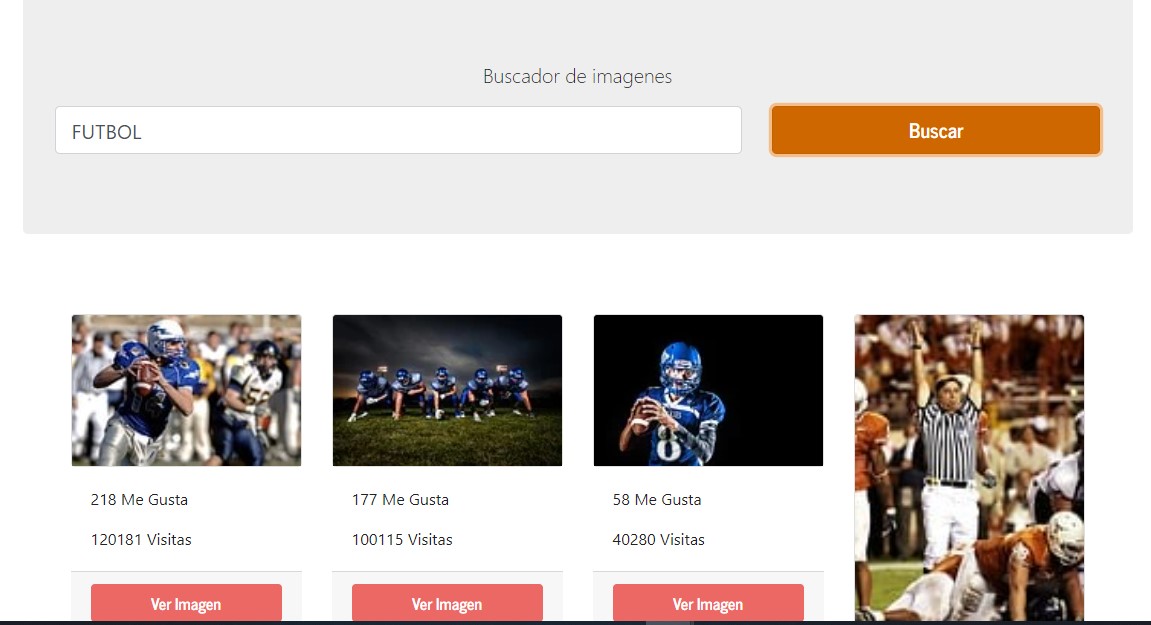 Buscador de imagenes
FUTBOL
Buscar
8
218 Me Gusta
177 Me Gusta
58 Me Gusta
120181 Visitas
100115 Visitas
40280 Visitas
Ver Imagen
Ver Imagen
Ver Imagen